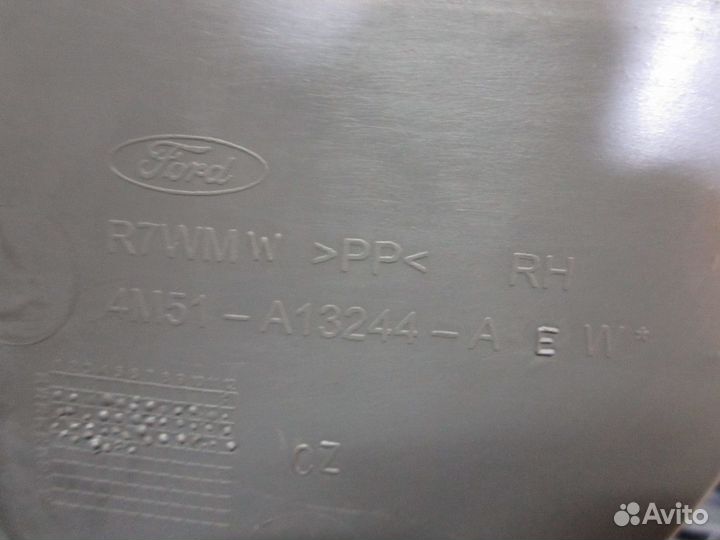 Ford
R7WMW >PP< RH
4M51-A13244-A E W*
CZ
Avito